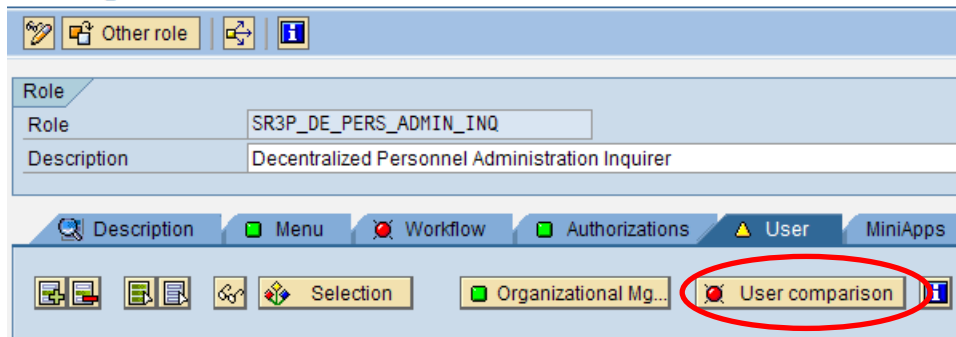 Other role
Role
Role SR3P_DE_PERS_ADMIN_INQ
Description Decentralized Personnel Administration Inquirer
Description Menu Workflow Authorizations User MiniApps
Selection Organizational Mg... User comparison